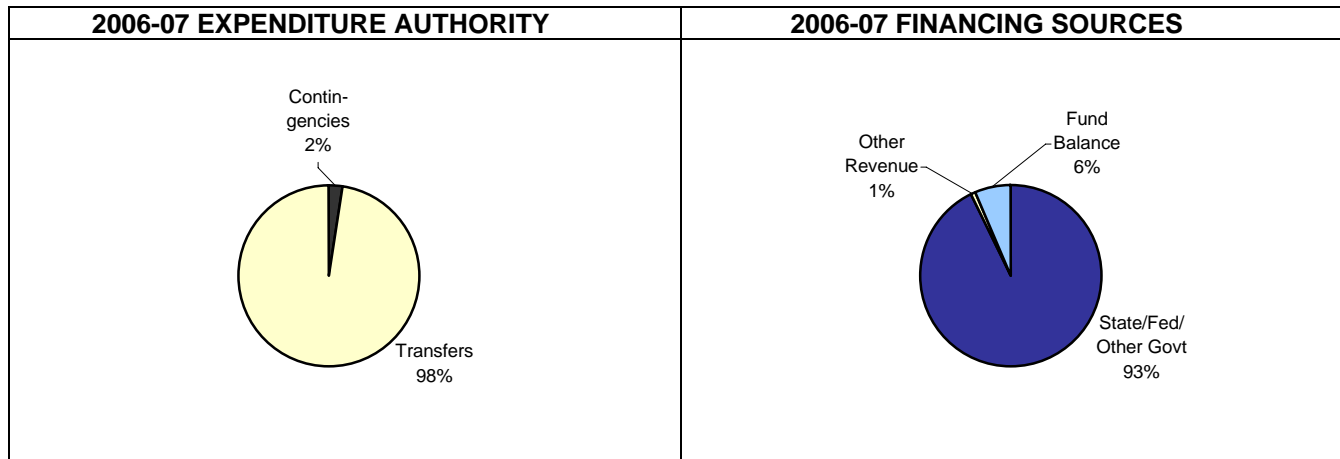 2006-07 EXPENDITURE AUTHORITY
Contin-
gencies
2%
Transfers
98%
2006-07 FINANCING SOURCES
Other
Revenue
1%
Fund
Balance
6%
State/Fed/
Other Govt
93%